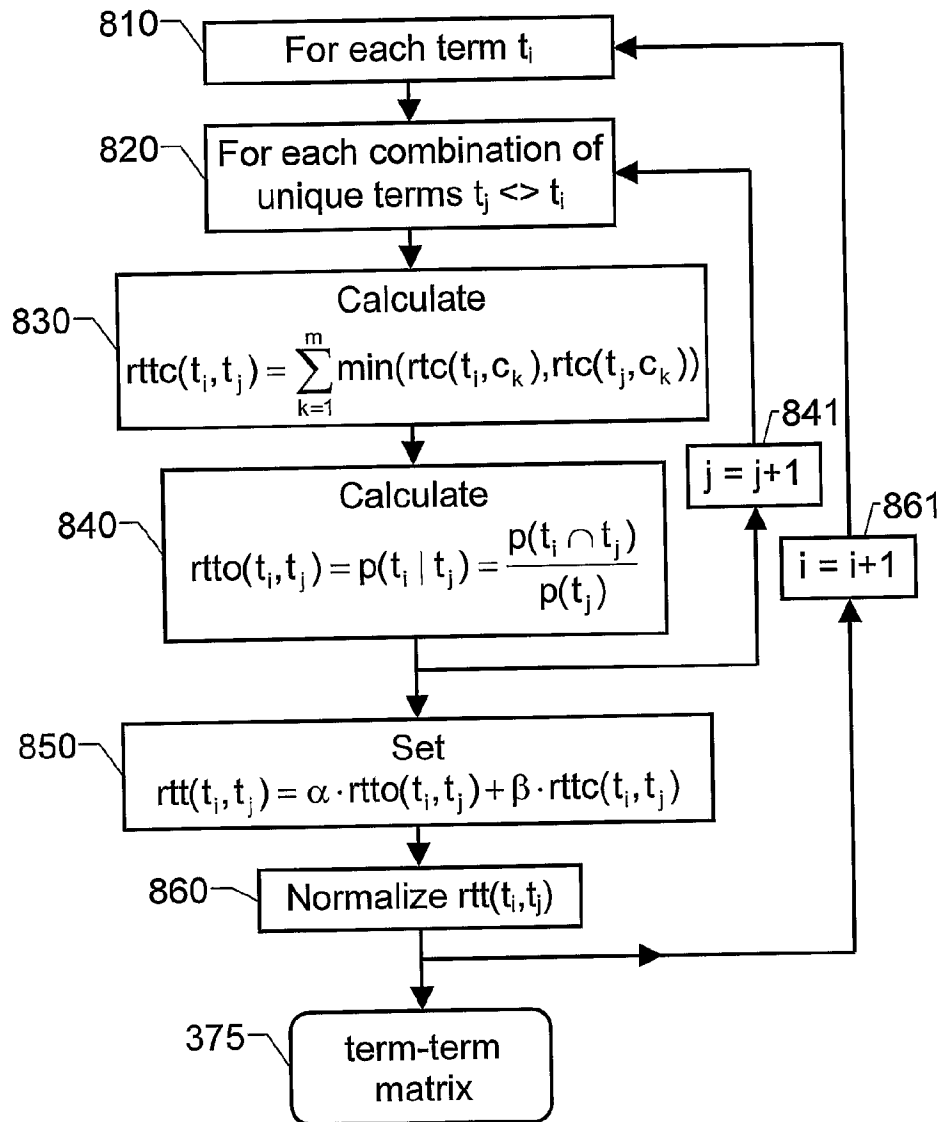 810
For each term tᵢ
820
For each combination of
unique terms tⱼ <> tᵢ
830
Calculate
rttc(tᵢ,tⱼ) = ∑ₖ₌₁ᵐ min(rtc(tᵢ,cₖ),rtc(tⱼ,cₖ))
841
j = j+1
840
Calculate
rtto(tᵢ,tⱼ) = p(tᵢ | tⱼ) = p(tᵢ ∩ tⱼ) / p(tⱼ)
861
i = i+1
850
Set
rtt(tᵢ,tⱼ) = α · rtto(tᵢ,tⱼ) + β · rttc(tᵢ,tⱼ)
860
Normalize rtt(tᵢ,tⱼ)
375
term-term
matrix